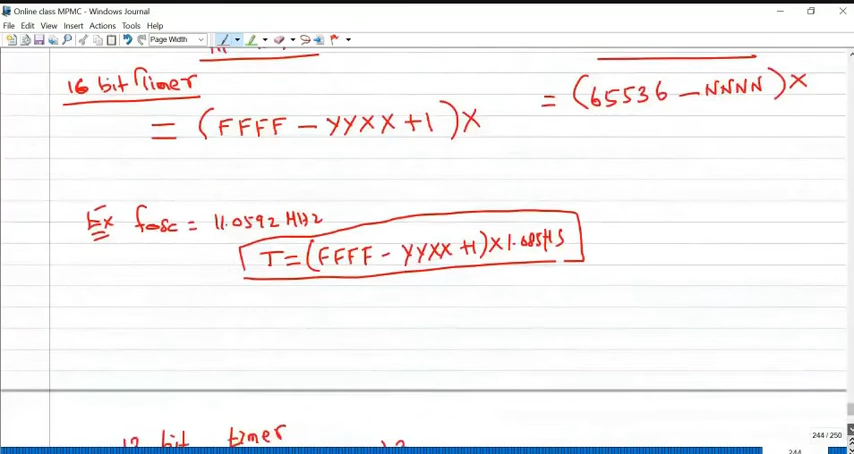 Online class MPMC - Windows Journal
File Edit View Insert Actions Tools Help
Page Width
16 bit Timer
= (FFFF - YYXX + 1) X
= (65536 - NNNN) X
Ex fosc = 11.0592 MHz
T = (FFFF - YYXX + 1) X 1.085 μs
bit timer
244 / 250
244